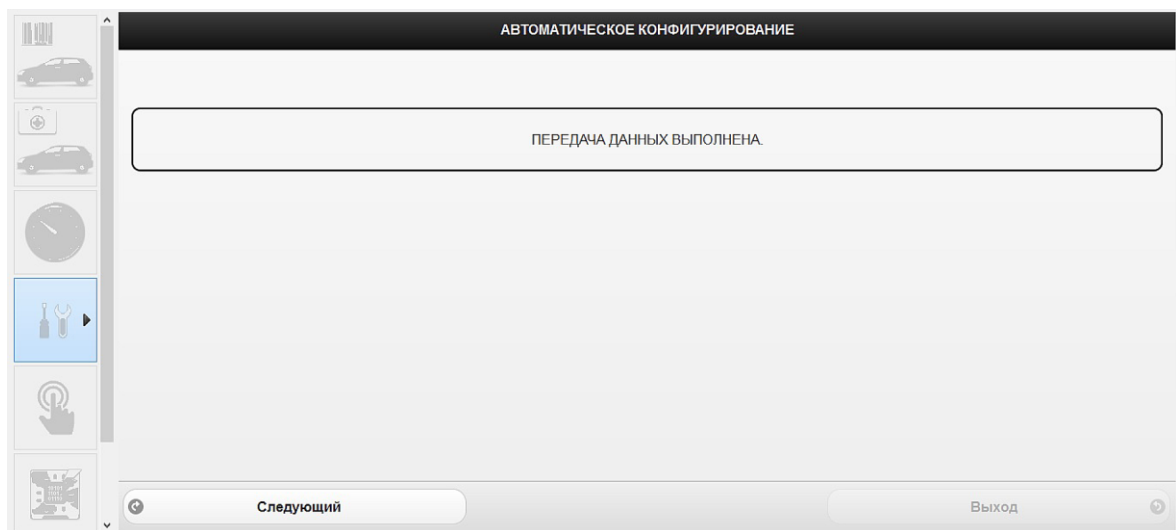 АВТОМАТИЧЕСКОЕ КОНФИГУРИРОВАНИЕ
ПЕРЕДАЧА ДАННЫХ ВЫПОЛНЕНА.
Следующий
Выход